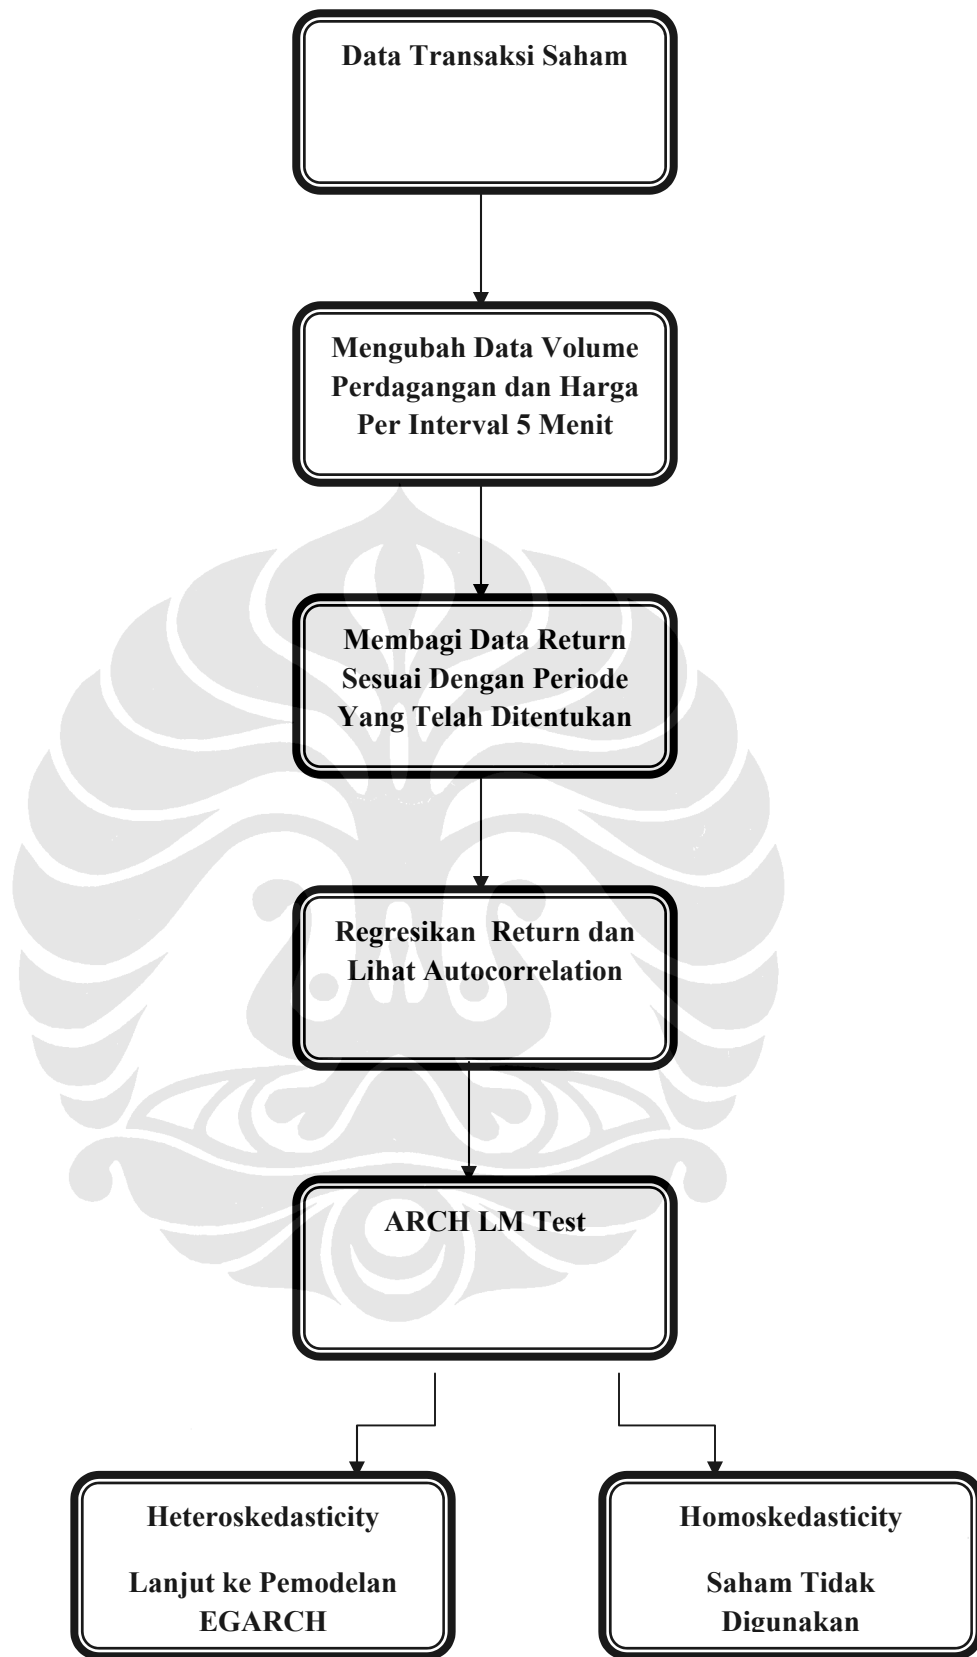 Data Transaksi Saham
Mengubah Data Volume
Perdagangan dan Harga
Per Interval 5 Menit
Membagi Data Return
Sesuai Dengan Periode
Yang Telah Ditentukan
Regresikan  Return dan
Lihat Autocorrelation
ARCH LM Test
Heteroskedasticity
Lanjut ke Pemodelan
EGARCH
Homoskedasticity
Saham Tidak
Digunakan